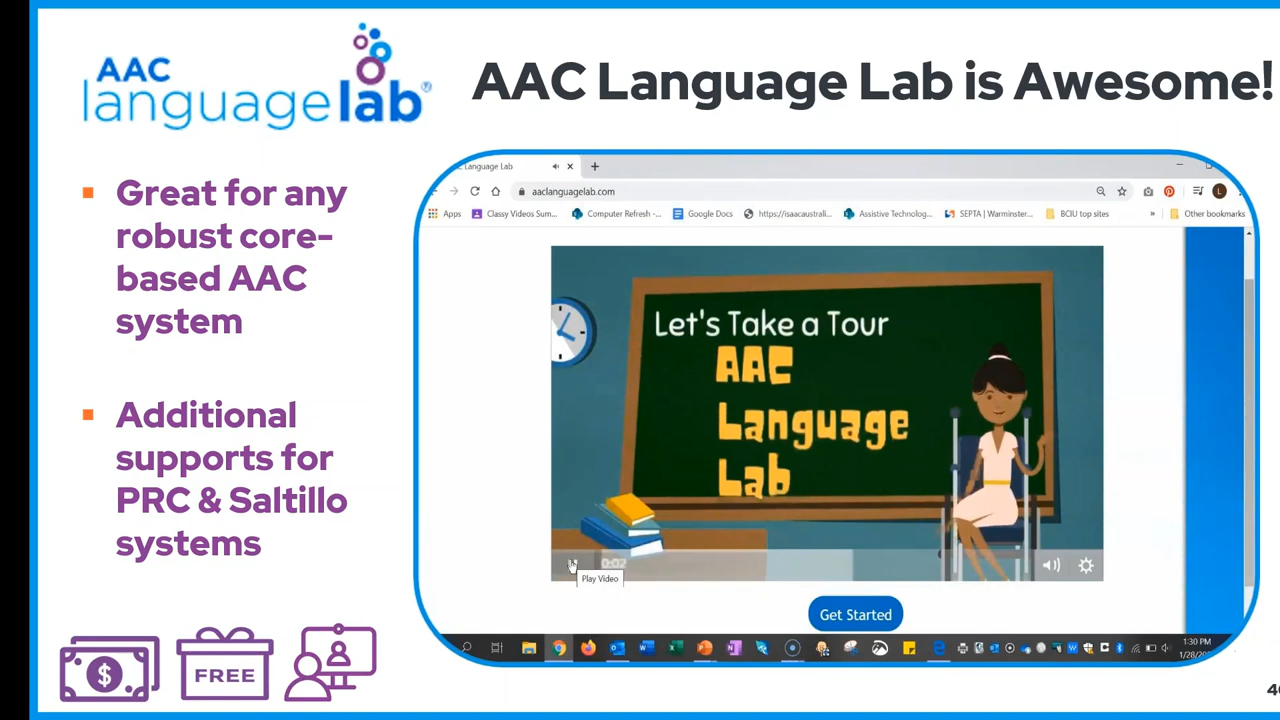 AAC
languagelab®
AAC Language Lab is Awesome!
Great for any
robust core-
based AAC
system
Additional
supports for
PRC & Saltillo
systems
FREE
Language Lab
aaclanguagelab.com
L
Apps
Classy Videos Sum...
Computer Refresh -...
Google Docs
https://isaacaustrali...
Assistive Technolog...
SEPTA | Warminster...
BCIU top sites
»
Other bookmarks
Let's Take a Tour
AAC
Language
Lab
0:02
Play Video
Get Started
1:30 PM